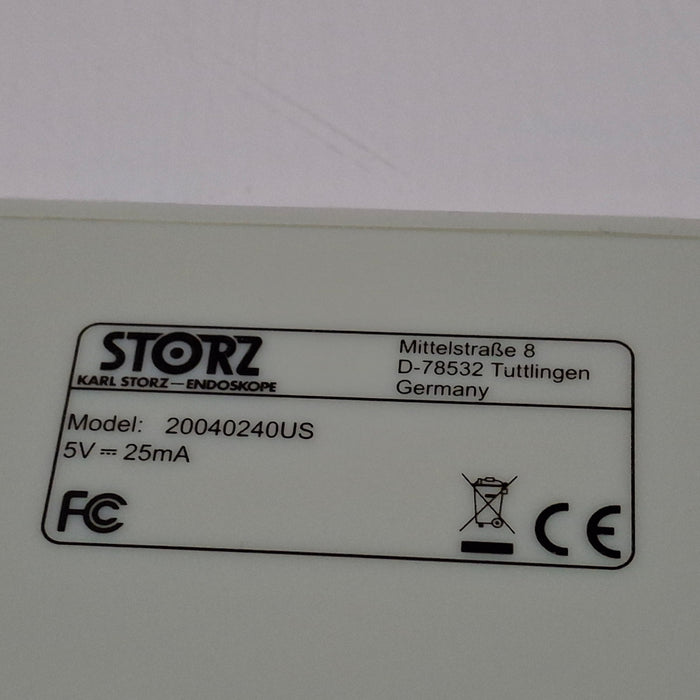 STORZ
KARL STORZ—ENDOSKOPE
Mittelstraße 8
D-78532 Tuttlingen
Germany
Model: 20040240US
5V ⎓ 25mA
FC
CE